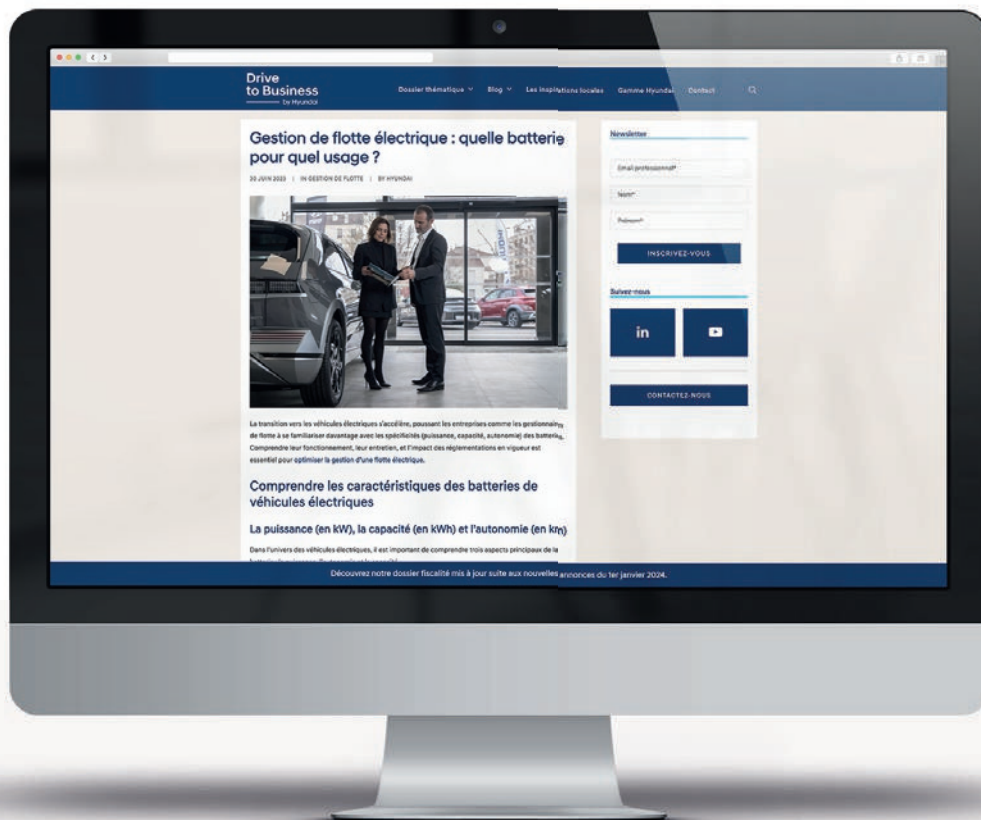 Drive
to Business
by Hyundai
Dossier thématique Blog Les inspirations locales Gamme Hyundai Contact
Gestion de flotte électrique : quelle batterie
pour quel usage ?
IN GESTION DE FLOTTE | BY HYUNDAI
La transition vers les véhicules électriques s'accélère, poussant les entreprises comme les gestionnaires
de flotte à se familiariser davantage avec les spécificités (puissance, capacité, autonomie) des batteries.
Comprendre leur fonctionnement, leur entretien, et l'impact des réglementations en vigueur est
essentiel pour optimiser la gestion d'une flotte électrique.
Comprendre les caractéristiques des batteries de
véhicules électriques
La puissance (en kW), la capacité (en kWh) et l'autonomie (en km)
Dans l'univers des véhicules électriques, il est important de comprendre trois aspects principaux de la
Newsletter
Email professionnel*
Nom*
Prénom*
INSCRIVEZ-VOUS
Suivez-nous
in
CONTACTEZ-NOUS
Découvrez notre dossier fiscalité mis à jour suite aux nouvelles annonces du 1er janvier 2024.